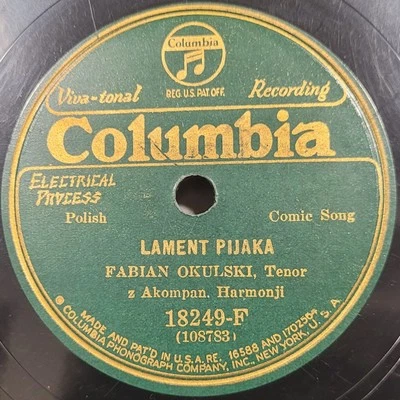 Columbia
REG. U.S. PAT. OFF.
Viva-tonal Recording
Columbia
ELECTRICAL
PROCESS
Polish Comic Song
LAMENT PIJAKA
FABIAN OKULSKI, Tenor
z Akompan. Harmonji
18249-F
(108783)
MADE AND PAT'D IN U.S.A. RE. 16588 AND 1702564
COLUMBIA PHONOGRAPH COMPANY, INC., NEW YORK, U. S. A.